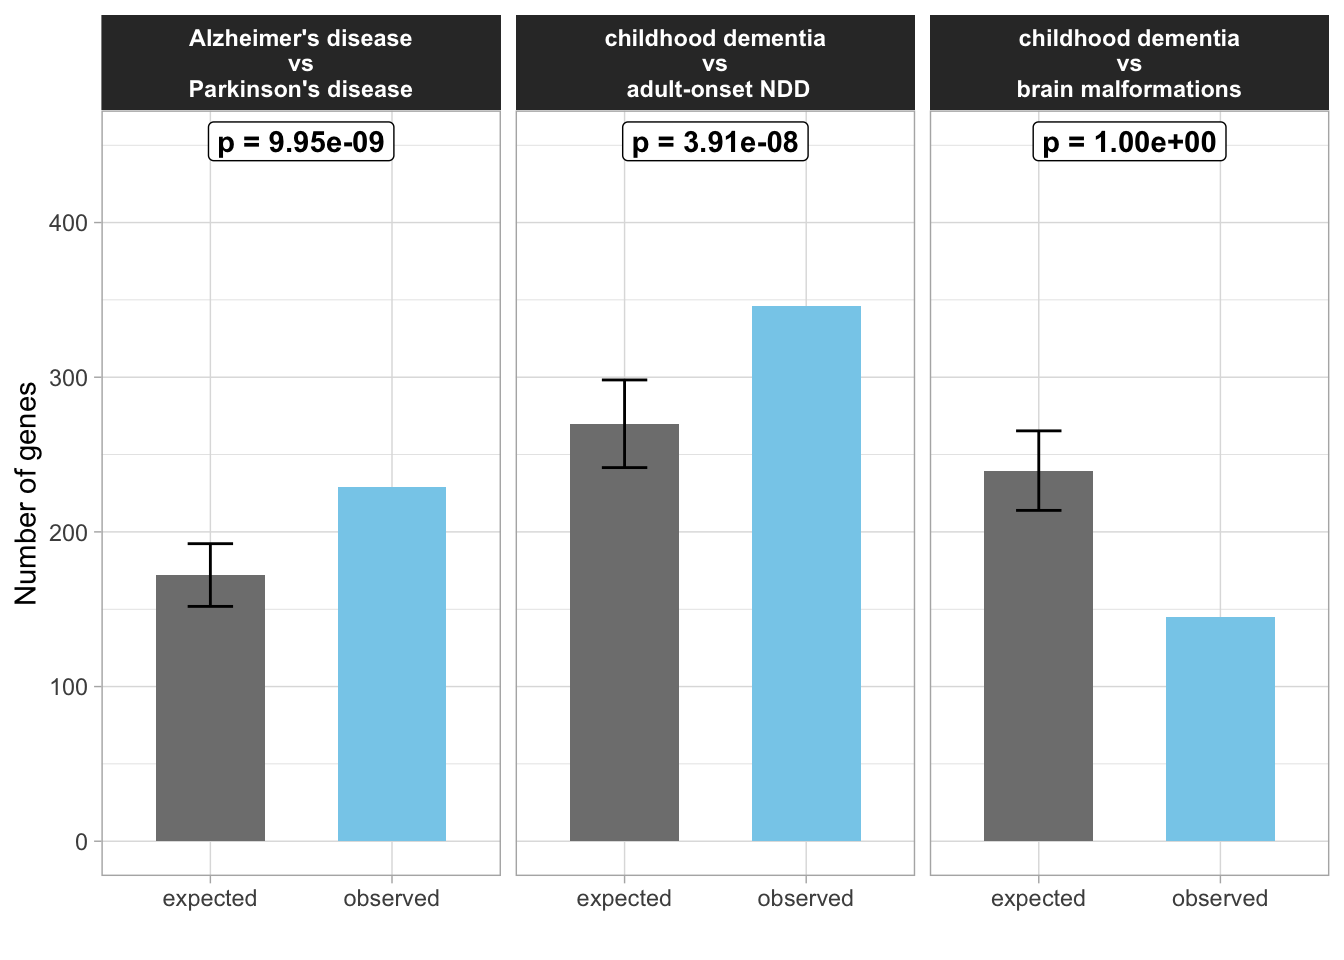 Alzheimer's disease
vs
Parkinson's disease
childhood dementia
vs
adult-onset NDD
childhood dementia
vs
brain malformations
p = 9.95e-09
p = 3.91e-08
p = 1.00e+00
Number of genes
400
300
200
100
0
expected
observed
expected
observed
expected
observed